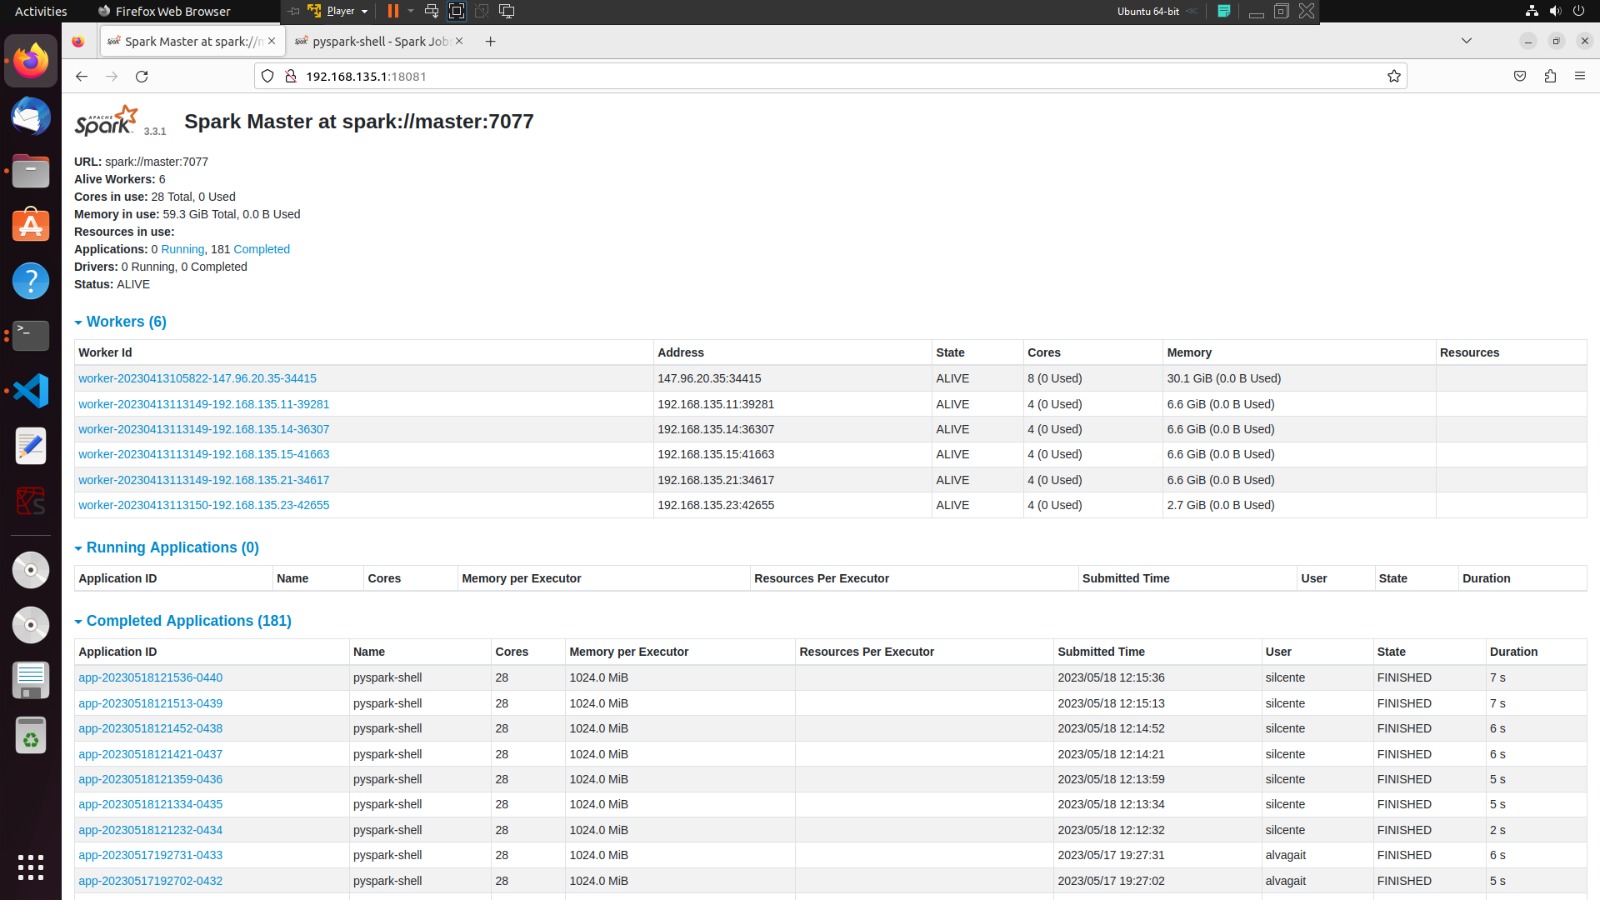 Activities Firefox Web Browser Player Ubuntu 64-bit
Spark Master at spark://m pyspark-shell - Spark Job
192.168.135.1:18081
APACHE Spark 3.3.1 Spark Master at spark://master:7077
URL: spark://master:7077
Alive Workers: 6
Cores in use: 28 Total, 0 Used
Memory in use: 59.3 GiB Total, 0.0 B Used
Resources in use:
Applications: 0 Running, 181 Completed
Drivers: 0 Running, 0 Completed
Status: ALIVE
Workers (6)
Worker Id Address State Cores Memory Resources
worker-20230413105822-147.96.20.35-34415 147.96.20.35:34415 ALIVE 8 (0 Used) 30.1 GiB (0.0 B Used)
worker-20230413113149-192.168.135.11-39281 192.168.135.11:39281 ALIVE 4 (0 Used) 6.6 GiB (0.0 B Used)
worker-20230413113149-192.168.135.14-36307 192.168.135.14:36307 ALIVE 4 (0 Used) 6.6 GiB (0.0 B Used)
worker-20230413113149-192.168.135.15-41663 192.168.135.15:41663 ALIVE 4 (0 Used) 6.6 GiB (0.0 B Used)
worker-20230413113149-192.168.135.21-34617 192.168.135.21:34617 ALIVE 4 (0 Used) 6.6 GiB (0.0 B Used)
worker-20230413113150-192.168.135.23-42655 192.168.135.23:42655 ALIVE 4 (0 Used) 2.7 GiB (0.0 B Used)
Running Applications (0)
Application ID Name Cores Memory per Executor Resources Per Executor Submitted Time User State Duration
Completed Applications (181)
Application ID Name Cores Memory per Executor Resources Per Executor Submitted Time User State Duration
app-20230518121536-0440 pyspark-shell 28 1024.0 MiB 2023/05/18 12:15:36 silcente FINISHED 7 s
app-20230518121513-0439 pyspark-shell 28 1024.0 MiB 2023/05/18 12:15:13 silcente FINISHED 7 s
app-20230518121452-0438 pyspark-shell 28 1024.0 MiB 2023/05/18 12:14:52 silcente FINISHED 6 s
app-20230518121421-0437 pyspark-shell 28 1024.0 MiB 2023/05/18 12:14:21 silcente FINISHED 6 s
app-20230518121359-0436 pyspark-shell 28 1024.0 MiB 2023/05/18 12:13:59 silcente FINISHED 5 s
app-20230518121334-0435 pyspark-shell 28 1024.0 MiB 2023/05/18 12:13:34 silcente FINISHED 5 s
app-20230518121232-0434 pyspark-shell 28 1024.0 MiB 2023/05/18 12:12:32 silcente FINISHED 2 s
app-20230517192731-0433 pyspark-shell 28 1024.0 MiB 2023/05/17 19:27:31 alvagait FINISHED 6 s
app-20230517192702-0432 pyspark-shell 28 1024.0 MiB 2023/05/17 19:27:02 alvagait FINISHED 5 s